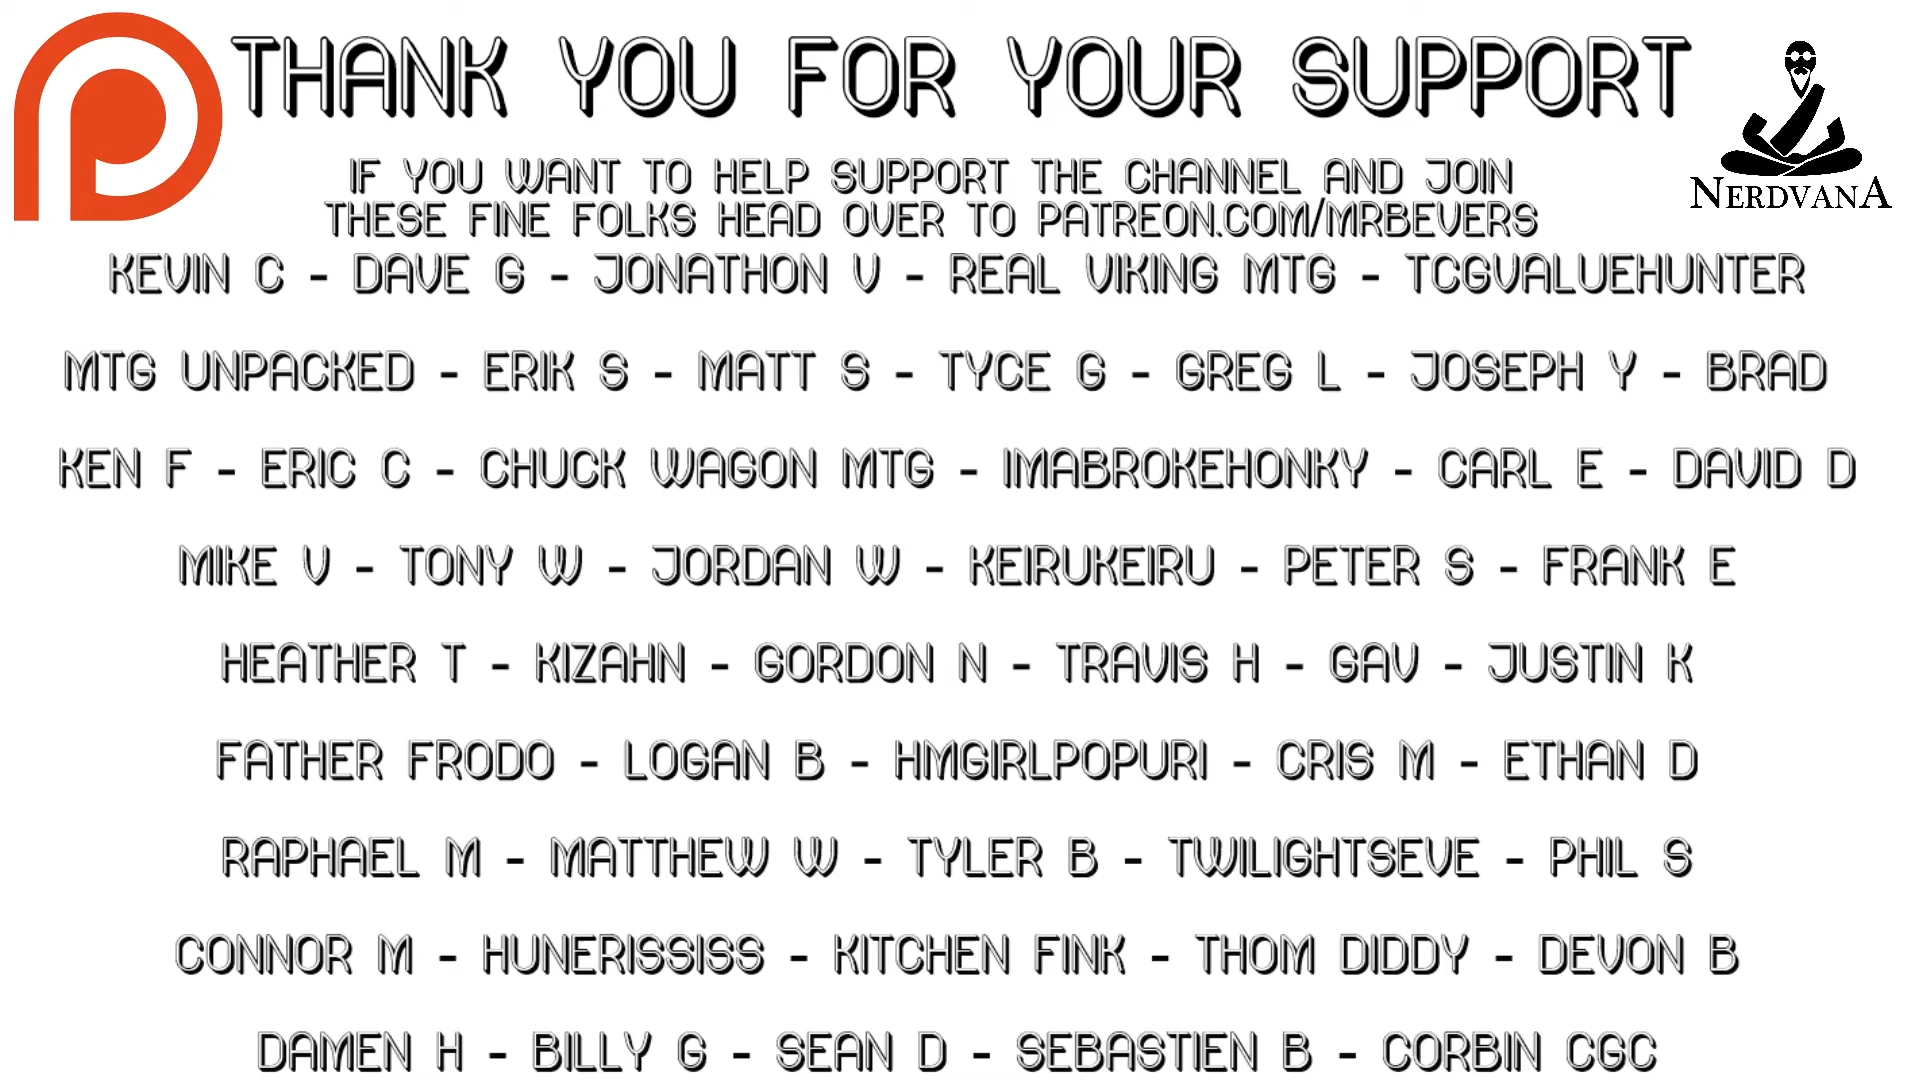 THANK YOU FOR YOUR SUPPORT
IF YOU WANT TO HELP SUPPORT THE CHANNEL AND JOIN
THESE FINE FOLKS HEAD OVER TO PATREON.COM/MRBEVERS
NERDVANA
KEVIN C - DAVE G - JONATHON V - REAL VIKING MTG - TCGVALUEHUNTER
MTG UNPACKED - ERIK S - MATT S - TYCE G - GREG L - JOSEPH Y - BRAD
KEN F - ERIC C - CHUCK WAGON MTG - IMABROKEHONKY - CARL E - DAVID D
MIKE V - TONY W - JORDAN W - KEIRUKEIRU - PETER S - FRANK E
HEATHER T - KIZAHN - GORDON N - TRAVIS H - GAV - JUSTIN K
FATHER FRODO - LOGAN B - HMGIRLPOPURI - CRIS M - ETHAN D
RAPHAEL M - MATTHEW W - TYLER B - TWILIGHTSEVE - PHIL S
CONNOR M - HUNERISSISS - KITCHEN FINK - THOM DIDDY - DEVON B
DAMEN H - BILLY G - SEAN D - SEBASTIEN B - CORBIN CGC